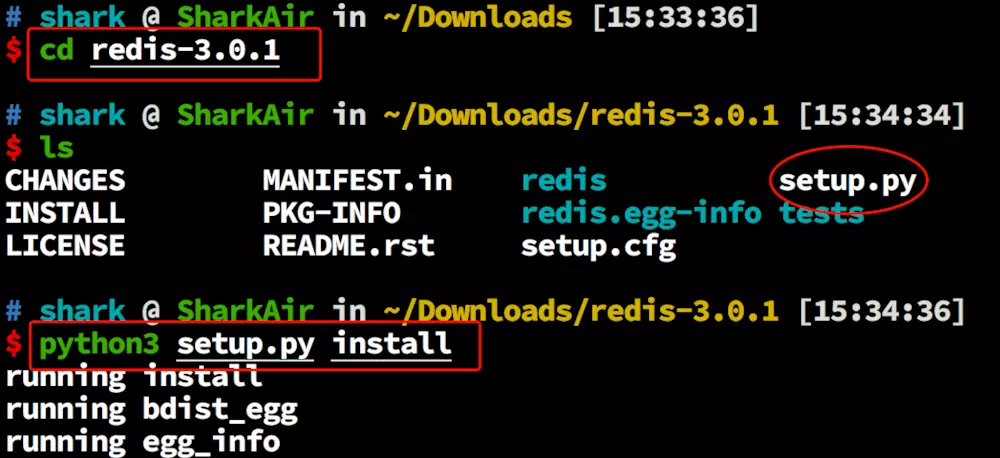 # shark @ SharkAir in ~/Downloads [15:33:36]
$ cd redis-3.0.1
# shark @ SharkAir in ~/Downloads/redis-3.0.1 [15:34:34]
$ ls
CHANGES MANIFEST.in redis setup.py
INSTALL PKG-INFO redis.egg-info tests
LICENSE README.rst setup.cfg
# shark @ SharkAir in ~/Downloads/redis-3.0.1 [15:34:36]
$ python3 setup.py install
running install
running bdist_egg
running egg_info